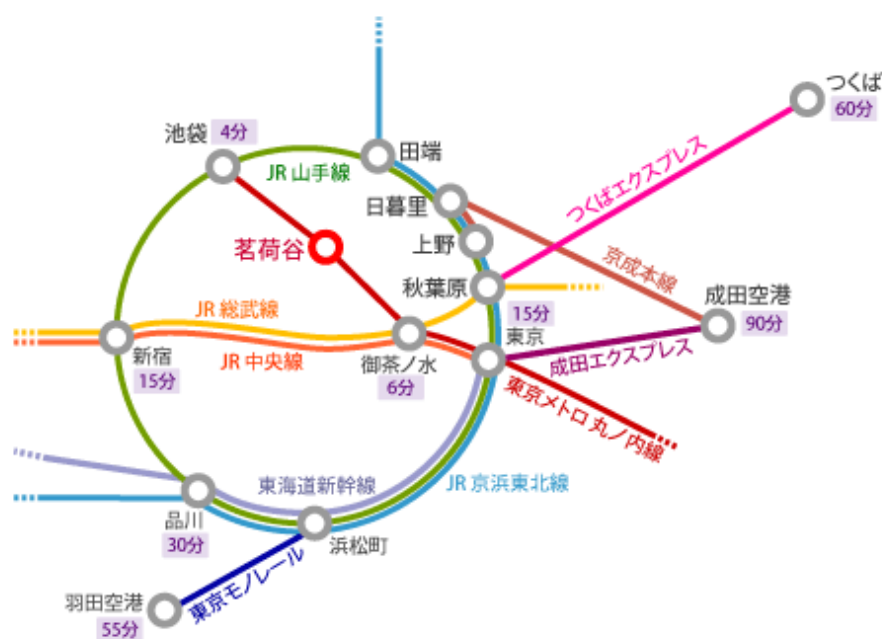 つくば
60分
池袋
4分
JR 山手線
田端
つくばエクスプレス
日暮里
茗荷谷
上野
京成本線
秋葉原
成田空港
90分
JR 総武線
15分
東京
JR 中央線
新宿
15分
御茶ノ水
6分
成田エクスプレス
東京メトロ 丸ノ内線
東海道新幹線
JR 京浜東北線
品川
30分
浜松町
東京モノレール
羽田空港
55分